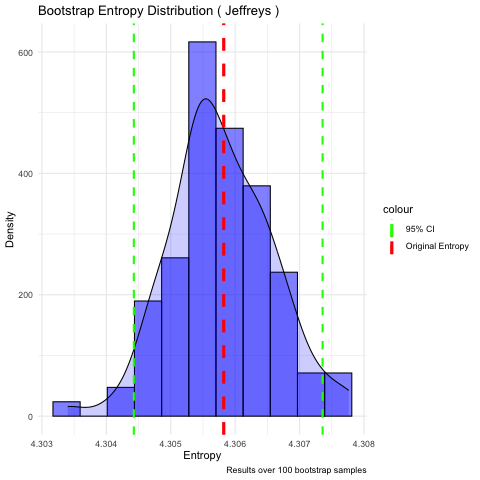 Bootstrap Entropy Distribution ( Jeffreys )
600
400
200
0
Density
4.303 4.304 4.305 4.306 4.307 4.308
Entropy
colour
95% CI
Original Entropy
Results over 100 bootstrap samples